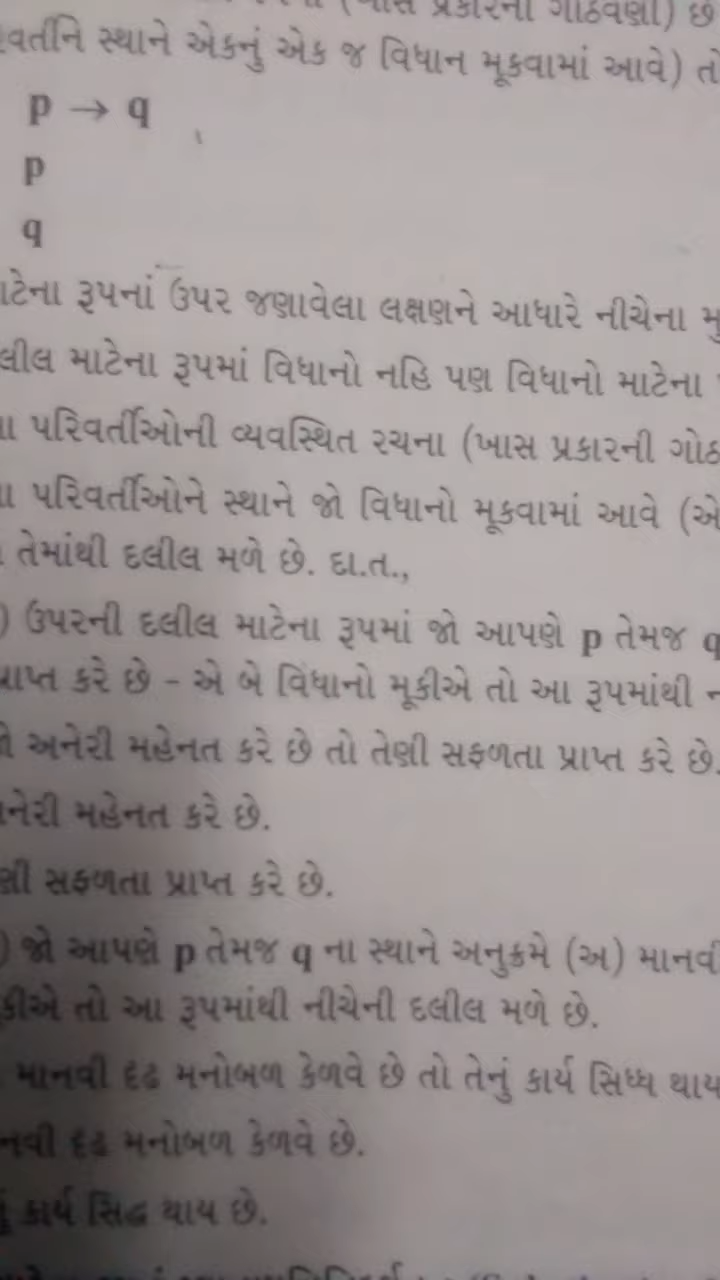 પ્રકારની ગોઠવણી) છે
સ્થાને એકનું એક જ વિધાન મૂકવામાં આવે) તો
p → q
p
q
રૂપનાં ઉપર જણાવેલા લક્ષણને આધારે નીચેના
માટેના રૂપમાં વિધાનો નહિ પણ વિધાનો માટેના
પરિવર્તીઓની વ્યવસ્થિત રચના (ખાસ પ્રકારની
પરિવર્તીઓને સ્થાને જો વિધાનો મૂકવામાં આવે
તેમાંથી દલીલ મળે છે. દા.ત.,
) ઉપરની દલીલ માટેના રૂપમાં જો આપણે p તેમજ q
કરે છે - એ બે વિધાનો મૂકીએ તો આ રૂપમાંથી
અનેરી મહેનત કરે છે તો તેણી સફળતા પ્રાપ્ત કરે છે.
મહેનત કરે છે.
સફળતા પ્રાપ્ત કરે છે.
) જો આપણે p તેમજ q ના સ્થાને અનુક્રમે (અ) માનવી
તો આ રૂપમાંથી નીચેની દલીલ મળે છે.
માનવી દૃઢ મનોબળ કેળવે છે તો તેનું કાર્ય સિધ્ધ થાય
દૃઢ મનોબળ કેળવે છે.
કાર્ય સિદ્ધ થાય છે.